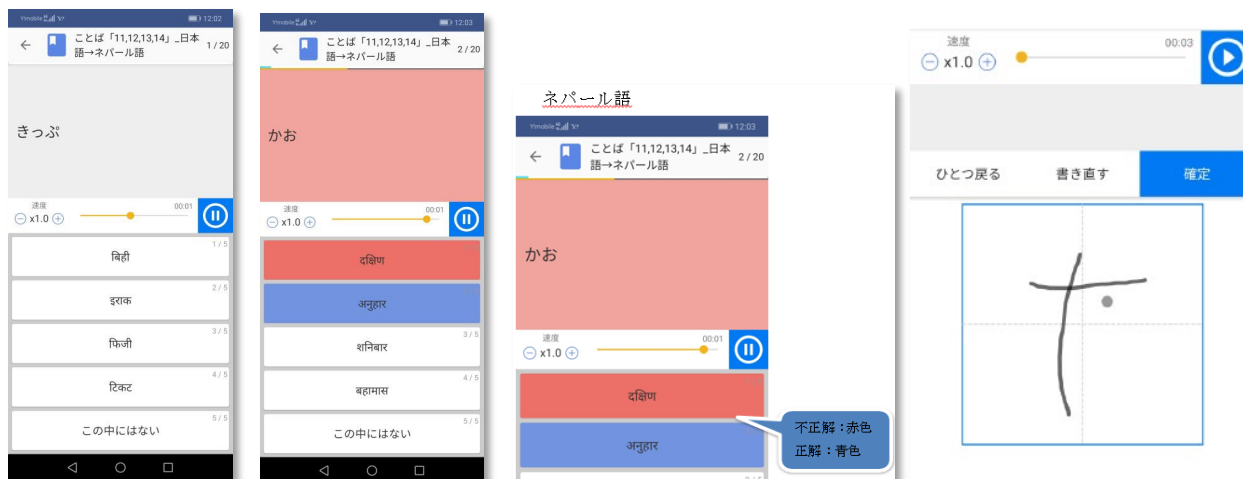 Y!mobile 12:02
ことば「11,12,13,14」_日本語→ネパール語
1 / 20
きっぷ
速度
x1.0
00:01
1 / 5
बिही
2 / 5
इराक
3 / 5
फिजी
4 / 5
टिकट
5 / 5
この中にはない
Y!mobile 12:03
ことば「11,12,13,14」_日本語→ネパール語
2 / 20
かお
速度
x1.0
00:01
दक्षिण
अनुहार
3 / 5
शनिबार
4 / 5
बहामास
5 / 5
この中にはない
ネパール語
Y!mobile 12:03
ことば「11,12,13,14」_日本語→ネパール語
2 / 20
かお
速度
x1.0
00:01
दक्षिण
अनुहार
不正解：赤色
正解：青色
速度
x1.0
00:03
ひとつ戻る
書き直す
確定